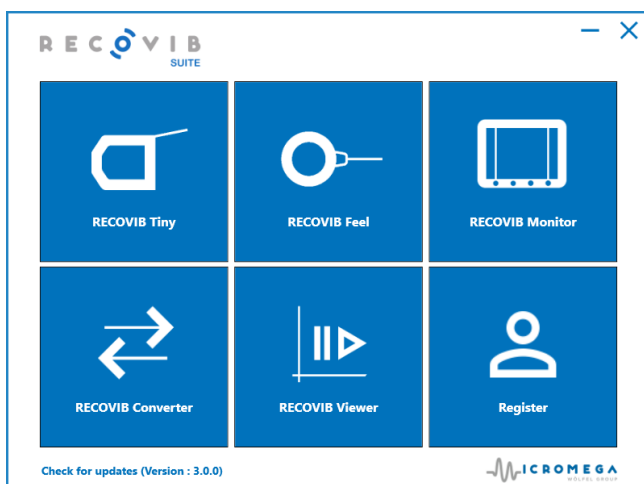 RECOVIB
SUITE
RECOVIB Tiny
RECOVIB Feel
RECOVIB Monitor
RECOVIB Converter
RECOVIB Viewer
Register
Check for updates (Version : 3.0.0)
MICROMEGA
WÖLFEL GROUP